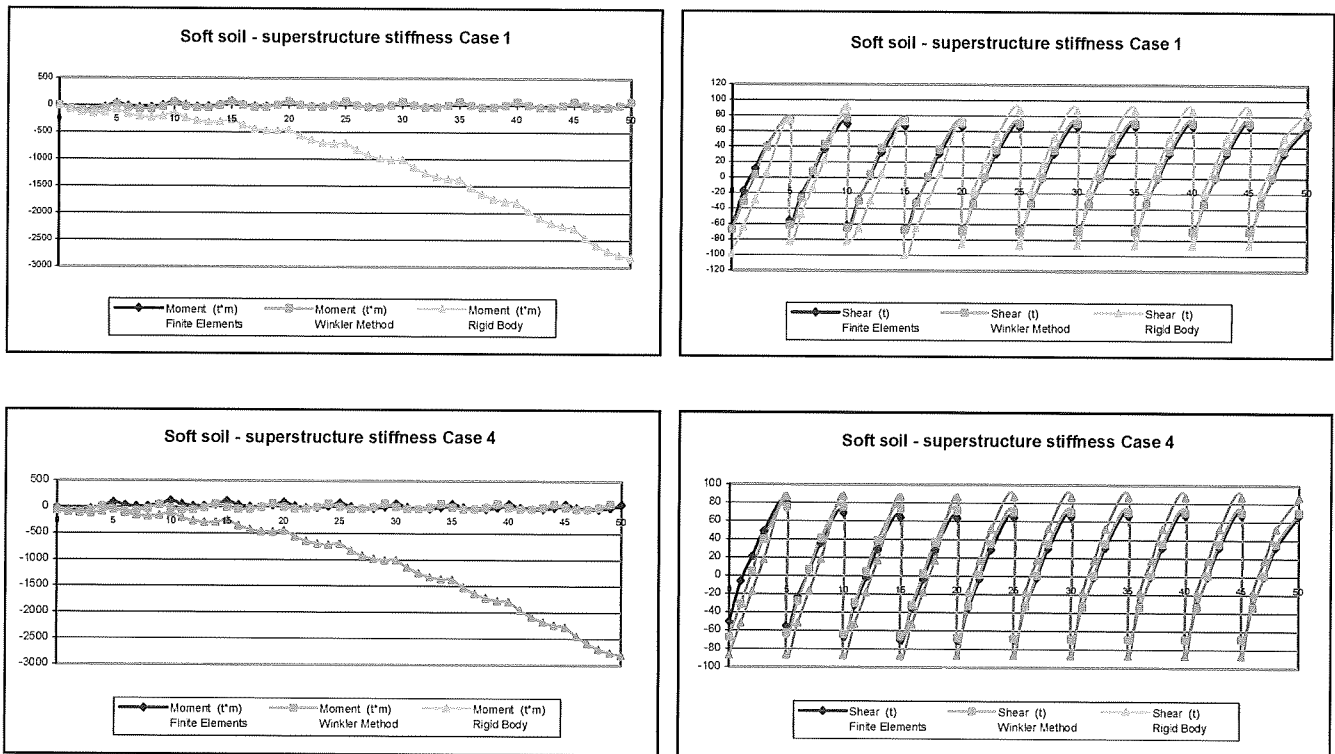 Soft soil - superstructure stiffness Case 1
500
0
-500
-1000
-1500
-2000
-2500
-3000
5 10 15 20 25 30 35 40 45 50
Moment (t*m) Moment (t*m) Moment (t*m)
Finite Elements Winkler Method Rigid Body
Soft soil - superstructure stiffness Case 1
120
100
80
60
40
20
0
-20
-40
-60
-80
-100
-120
5 10 15 20 25 30 35 40 45 50
Shear (t) Shear (t) Shear (t)
Finite Elements Winkler Method Rigid Body
Soft soil - superstructure stiffness Case 4
500
0
-500
-1000
-1500
-2000
-2500
-3000
5 10 15 20 25 30 35 40 45 50
Moment (t*m) Moment (t*m) Moment (t*m)
Finite Elements Winkler Method Rigid Body
Soft soil - superstructure stiffness Case 4
100
80
60
40
20
0
-20
-40
-60
-80
-100
5 10 15 20 25 30 35 40 45 50
Shear (t) Shear (t) Shear (t)
Finite Elements Winkler Method Rigid Body